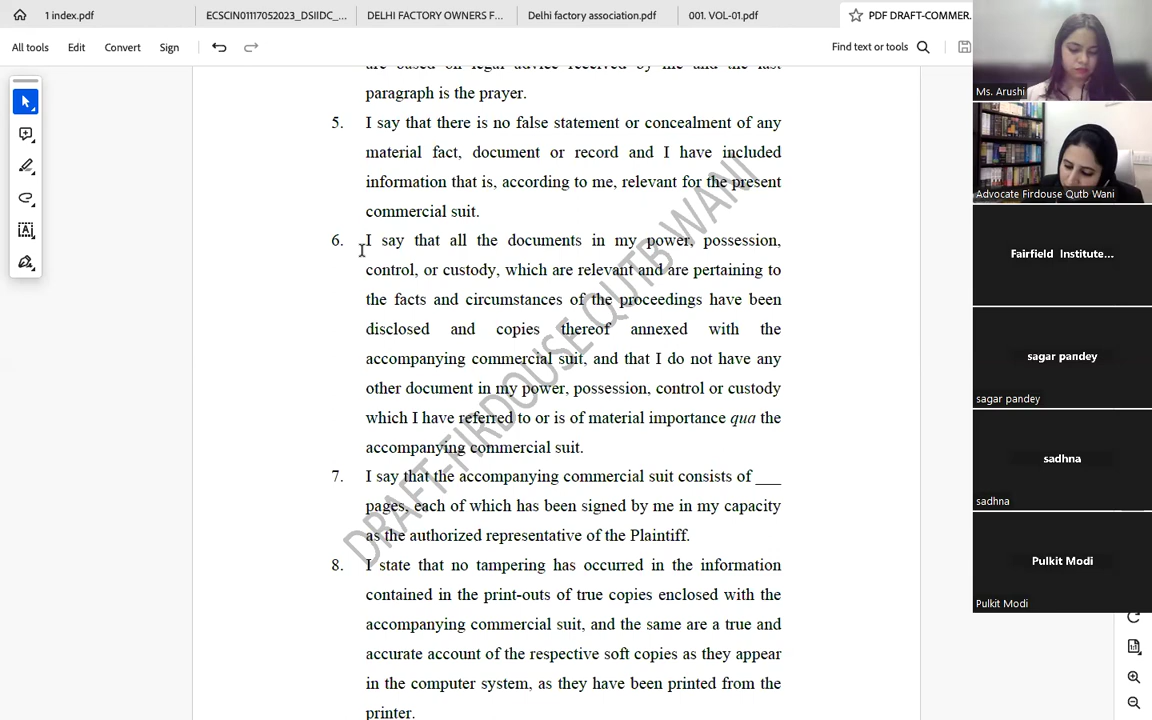 1 index.pdf
ECSCIN01117052023_DSIIDC_...
DELHI FACTORY OWNERS F...
Delhi factory association.pdf
001. VOL-01.pdf
PDF DRAFT-COMMER.
All tools
Edit
Convert
Sign
Find text or tools
paragraph is the prayer.
5. I say that there is no false statement or concealment of any
material fact, document or record and I have included
information that is, according to me, relevant for the present
commercial suit.
6. I say that all the documents in my power, possession,
control, or custody, which are relevant and are pertaining to
the facts and circumstances of the proceedings have been
disclosed and copies thereof annexed with the
accompanying commercial suit, and that I do not have any
other document in my power, possession, control or custody
which I have referred to or is of material importance qua the
accompanying commercial suit.
7. I say that the accompanying commercial suit consists of ___
pages, each of which has been signed by me in my capacity
as the authorized representative of the Plaintiff.
8. I state that no tampering has occurred in the information
contained in the print-outs of true copies enclosed with the
accompanying commercial suit, and the same are a true and
accurate account of the respective soft copies as they appear
in the computer system, as they have been printed from the
printer.
DRAFT-FIRDOUSE QUTB WANI
Ms. Arushi
Advocate Firdouse Qutb Wani
Fairfield Institute...
sagar pandey
sagar pandey
sadhna
sadhna
Pulkit Modi
Pulkit Modi